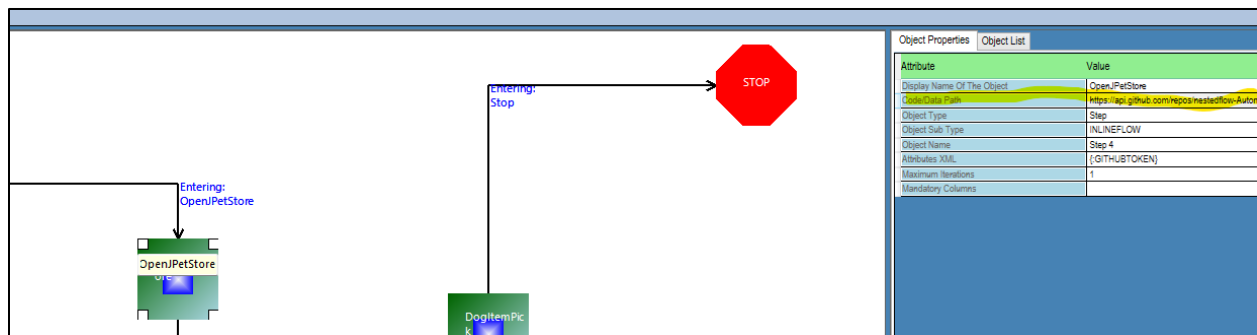 Entering:
Stop
STOP
Entering:
OpenJPetStore
OpenJPetStore
ore
DogItemPic
k
Object Properties
Object List
Attribute Value
Display Name Of The Object OpenJPetStore
Code/Data Path https://api.github.com/repos/nestedflow-Autom
Object Type Step
Object Sub Type INLINEFLOW
Object Name Step 4
Attributes XML {:GITHUBTOKEN}
Maximum Iterations 1
Mandatory Columns